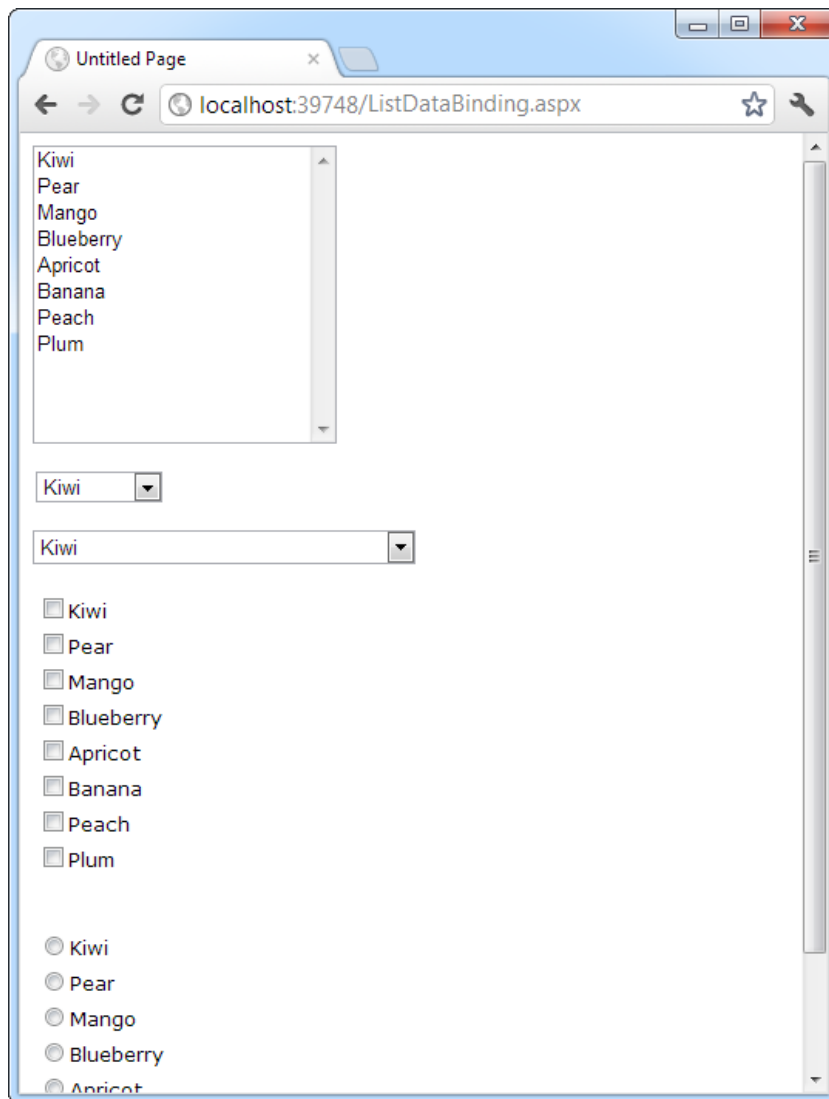 Untitled Page
localhost:39748/ListDataBinding.aspx
Kiwi
Pear
Mango
Blueberry
Apricot
Banana
Peach
Plum
Kiwi
Kiwi
Kiwi
Pear
Mango
Blueberry
Apricot
Banana
Peach
Plum
Kiwi
Pear
Mango
Blueberry
Apricot